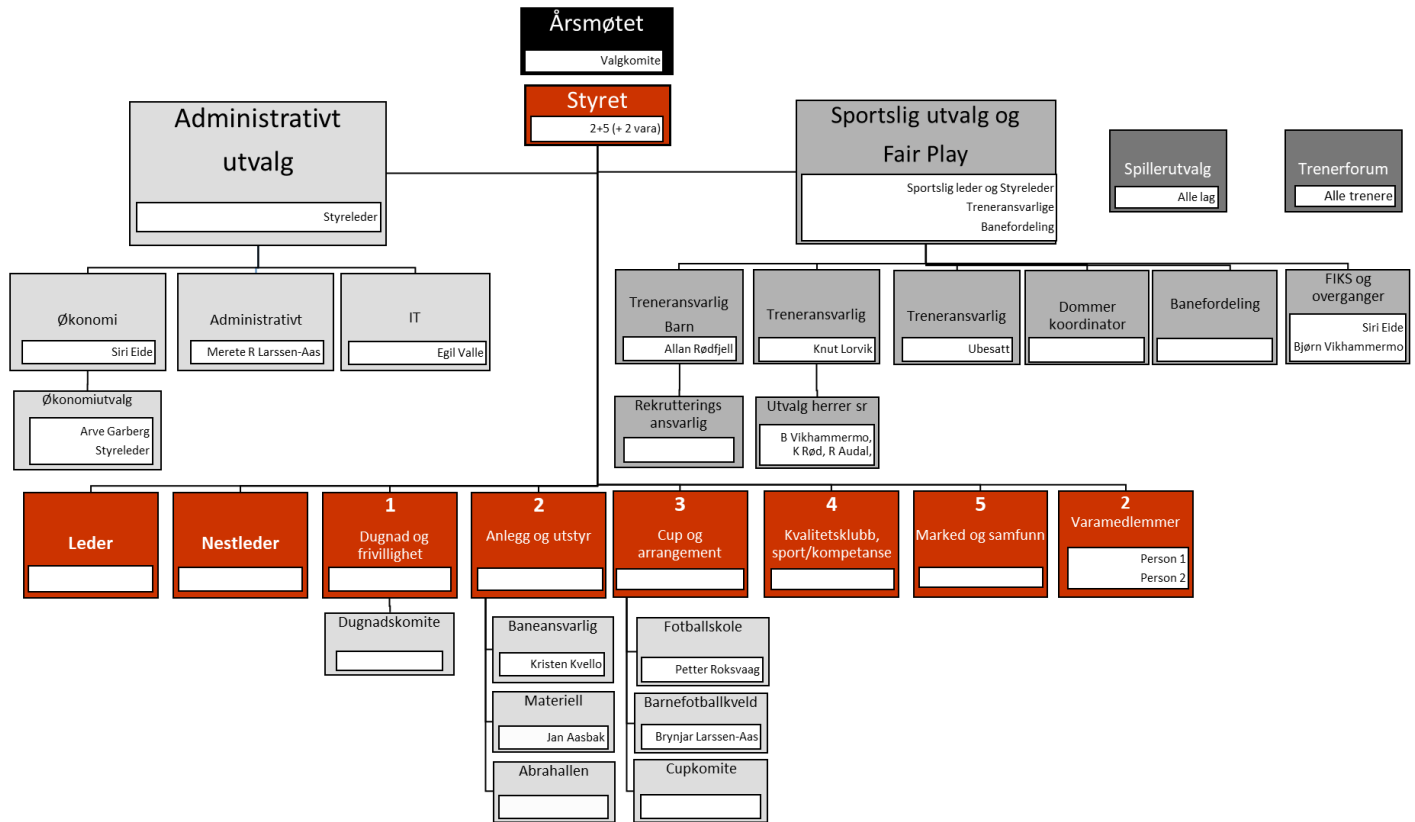 Årsmøtet
Valgkomite
Styret
2+5 (+ 2 vara)
Administrativt
utvalg
Styreleder
Sportslig utvalg og
Fair Play
Sportslig leder og Styreleder
Treneransvarlige
Banefordeling
Spillerutvalg
Alle lag
Trenerforum
Alle trenere
Økonomi
Siri Eide
Administrativt
Merete R Larssen-Aas
IT
Egil Valle
Økonomiutvalg
Arve Garberg
Styreleder
Treneransvarlig
Barn
Allan Rødfjell
Treneransvarlig
Knut Lorvik
Treneransvarlig
Ubesatt
Dommer
koordinator
Banefordeling
FIKS og
overganger
Siri Eide
Bjørn Vikhammermo
Rekrutterings
ansvarlig
Utvalg herrer sr
B Vikhammermo,
K Rød, R Audal,
Leder
Nestleder
1
Dugnad og
frivillighet
2
Anlegg og utstyr
3
Cup og
arrangement
4
Kvalitetsklubb,
sport/kompetanse
5
Marked og samfunn
2
Varamedlemmer
Person 1
Person 2
Dugnadskomite
Baneansvarlig
Kristen Kvello
Materiell
Jan Aasbak
Abrahallen
Fotballskole
Petter Roksvaag
Barnefotballkveld
Brynjar Larssen-Aas
Cupkomite